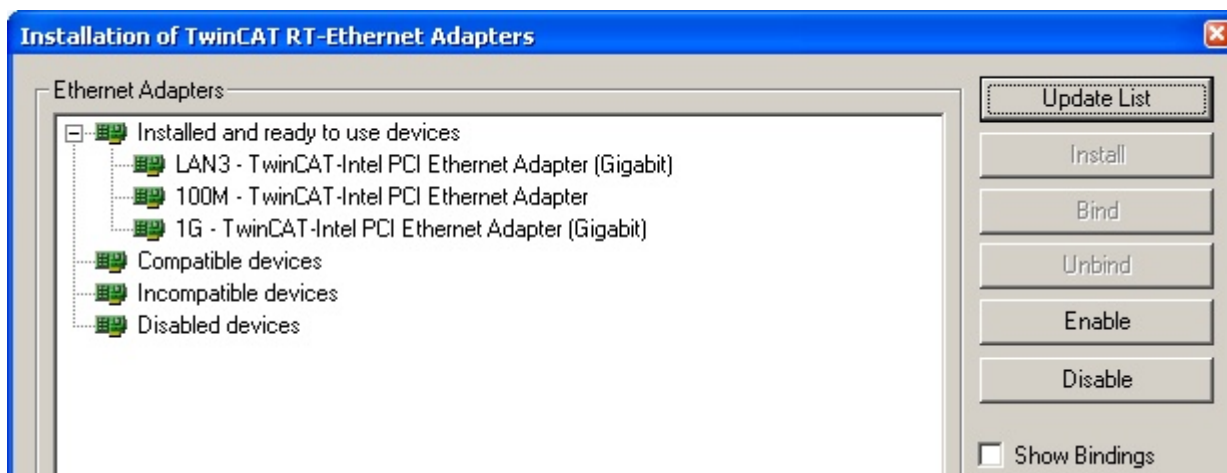 Installation of TwinCAT RT-Ethernet Adapters
Ethernet Adapters
Installed and ready to use devices
LAN3 - TwinCAT-Intel PCI Ethernet Adapter (Gigabit)
100M - TwinCAT-Intel PCI Ethernet Adapter
1G - TwinCAT-Intel PCI Ethernet Adapter (Gigabit)
Compatible devices
Incompatible devices
Disabled devices
Update List
Install
Bind
Unbind
Enable
Disable
Show Bindings